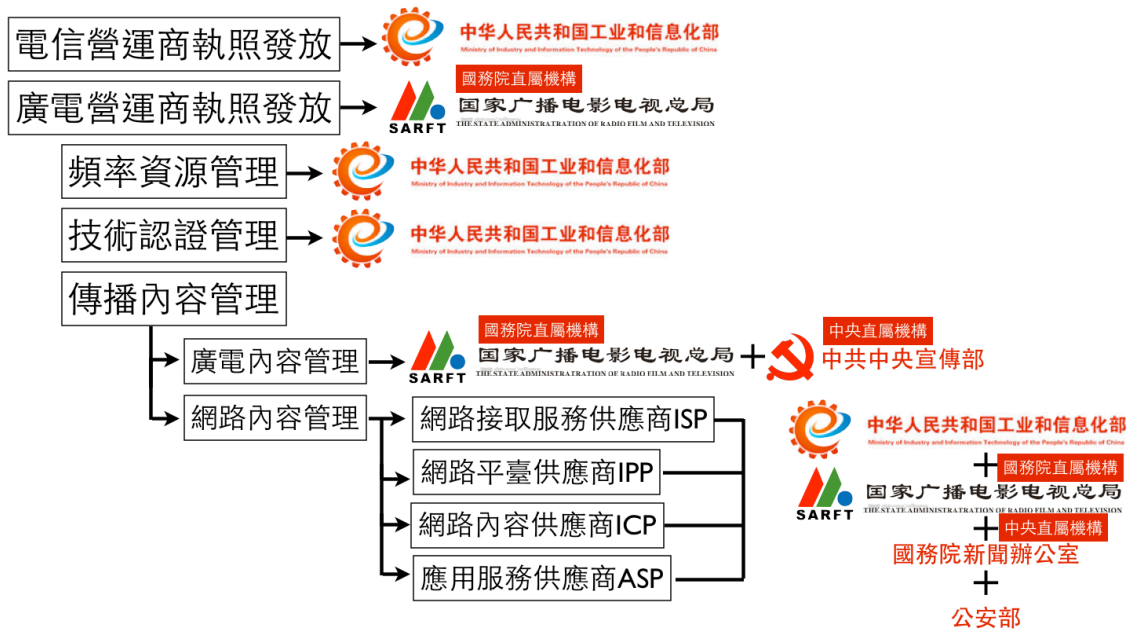 電信營運商執照發放
中华人民共和国工业和信息化部
Ministry of Industry and Information Technology of the People's Republic of China
廣電營運商執照發放
國務院直屬機構
国家广播电影电视总局
SARFT
THE STATE ADMINISTRATRATION OF RADIO FILM AND TELEVISION
頻率資源管理
中华人民共和国工业和信息化部
Ministry of Industry and Information Technology of the People's Republic of China
技術認證管理
中华人民共和国工业和信息化部
Ministry of Industry and Information Technology of the People's Republic of China
傳播內容管理
廣電內容管理
國務院直屬機構
国家广播电影电视总局
SARFT
THE STATE ADMINISTRATRATION OF RADIO FILM AND TELEVISION
+
中央直屬機構
中共中央宣傳部
網路內容管理
網路接取服務供應商ISP
網路平臺供應商IPP
網路內容供應商ICP
應用服務供應商ASP
中华人民共和国工业和信息化部
Ministry of Industry and Information Technology of the People's Republic of China
+
國務院直屬機構
国家广播电影电视总局
SARFT
THE STATE ADMINISTRATRATION OF RADIO FILM AND TELEVISION
+
中央直屬機構
國務院新聞辦公室
+
公安部